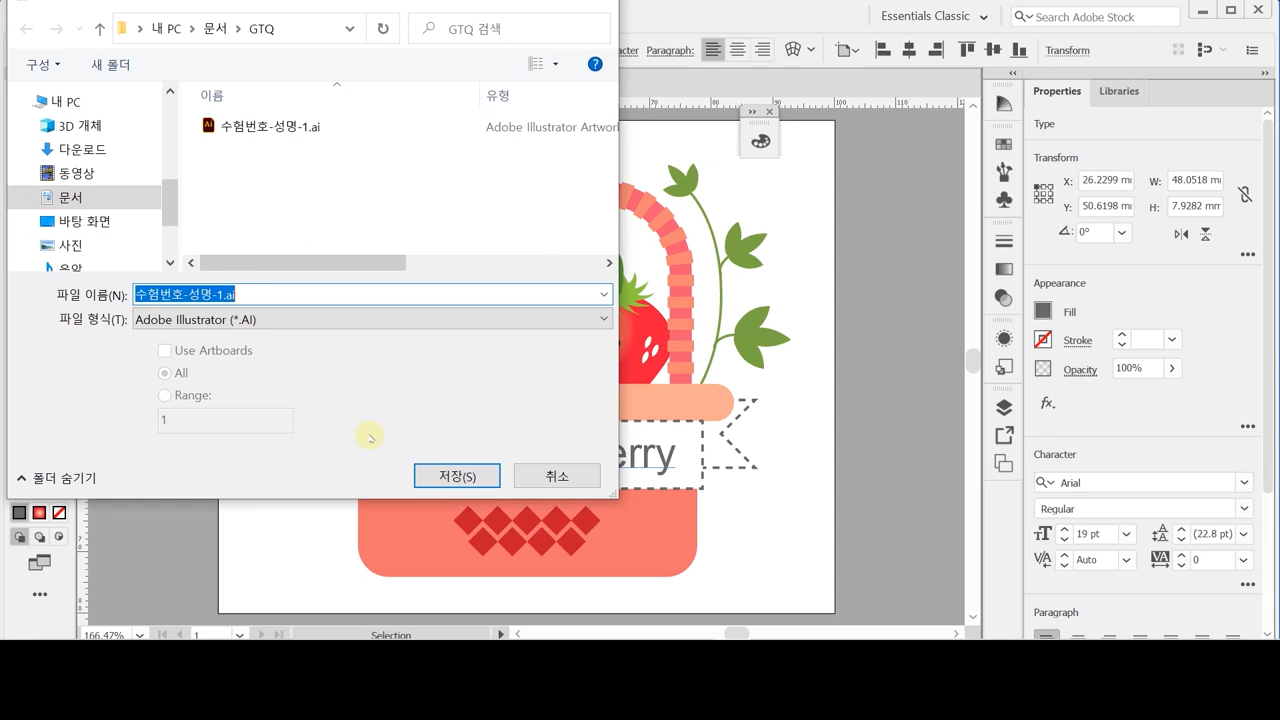 내 PC > 문서 > GTQ
GTQ 검색
Essentials Classic
Search Adobe Stock
구성
새 폴더
Paragraph:
Transform
내 PC
3D 개체
다운로드
동영상
문서
바탕 화면
사진
음악
이름
유형
수험번호-성명-1.ai
Adobe Illustrator Artwor
파일 이름(N):
수험번호-성명-1.ai
파일 형식(T):
Adobe Illustrator (*.AI)
Use Artboards
All
Range:
1
폴더 숨기기
저장(S)
취소
70
80
90
erry
166.47%
1
Selection
Properties
Libraries
Type
Transform
X:
26.2299 m
W:
48.0518 m
Y:
50.6198 m
H:
7.9282 mm
0°
Appearance
Fill
Stroke
Opacity
100%
fx.
Character
Arial
Regular
19 pt
(22.8 pt)
Auto
0
Paragraph